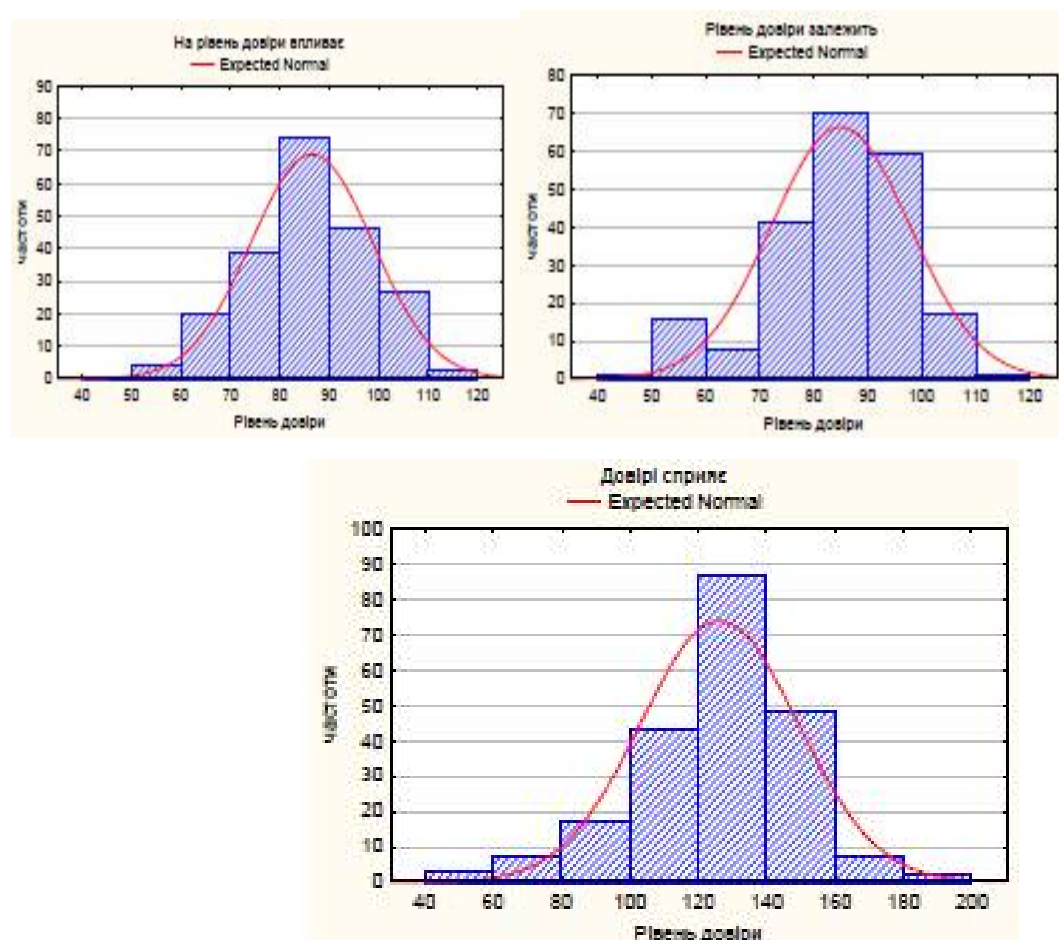 На рівень довіри впливає
Expected Normal
90
80
70
60
50
40
30
20
10
0
частоти
40 50 60 70 80 90 100 110 120
Рівень довіри
Рівень довіри залежить
Expected Normal
80
70
60
50
40
30
20
10
0
частоти
40 50 60 70 80 90 100 110 120
Рівень довіри
Довірі сприяє
Expected Normal
100
90
80
70
60
50
40
30
20
10
0
частоти
40 60 80 100 120 140 160 180 200
Рівень довіри